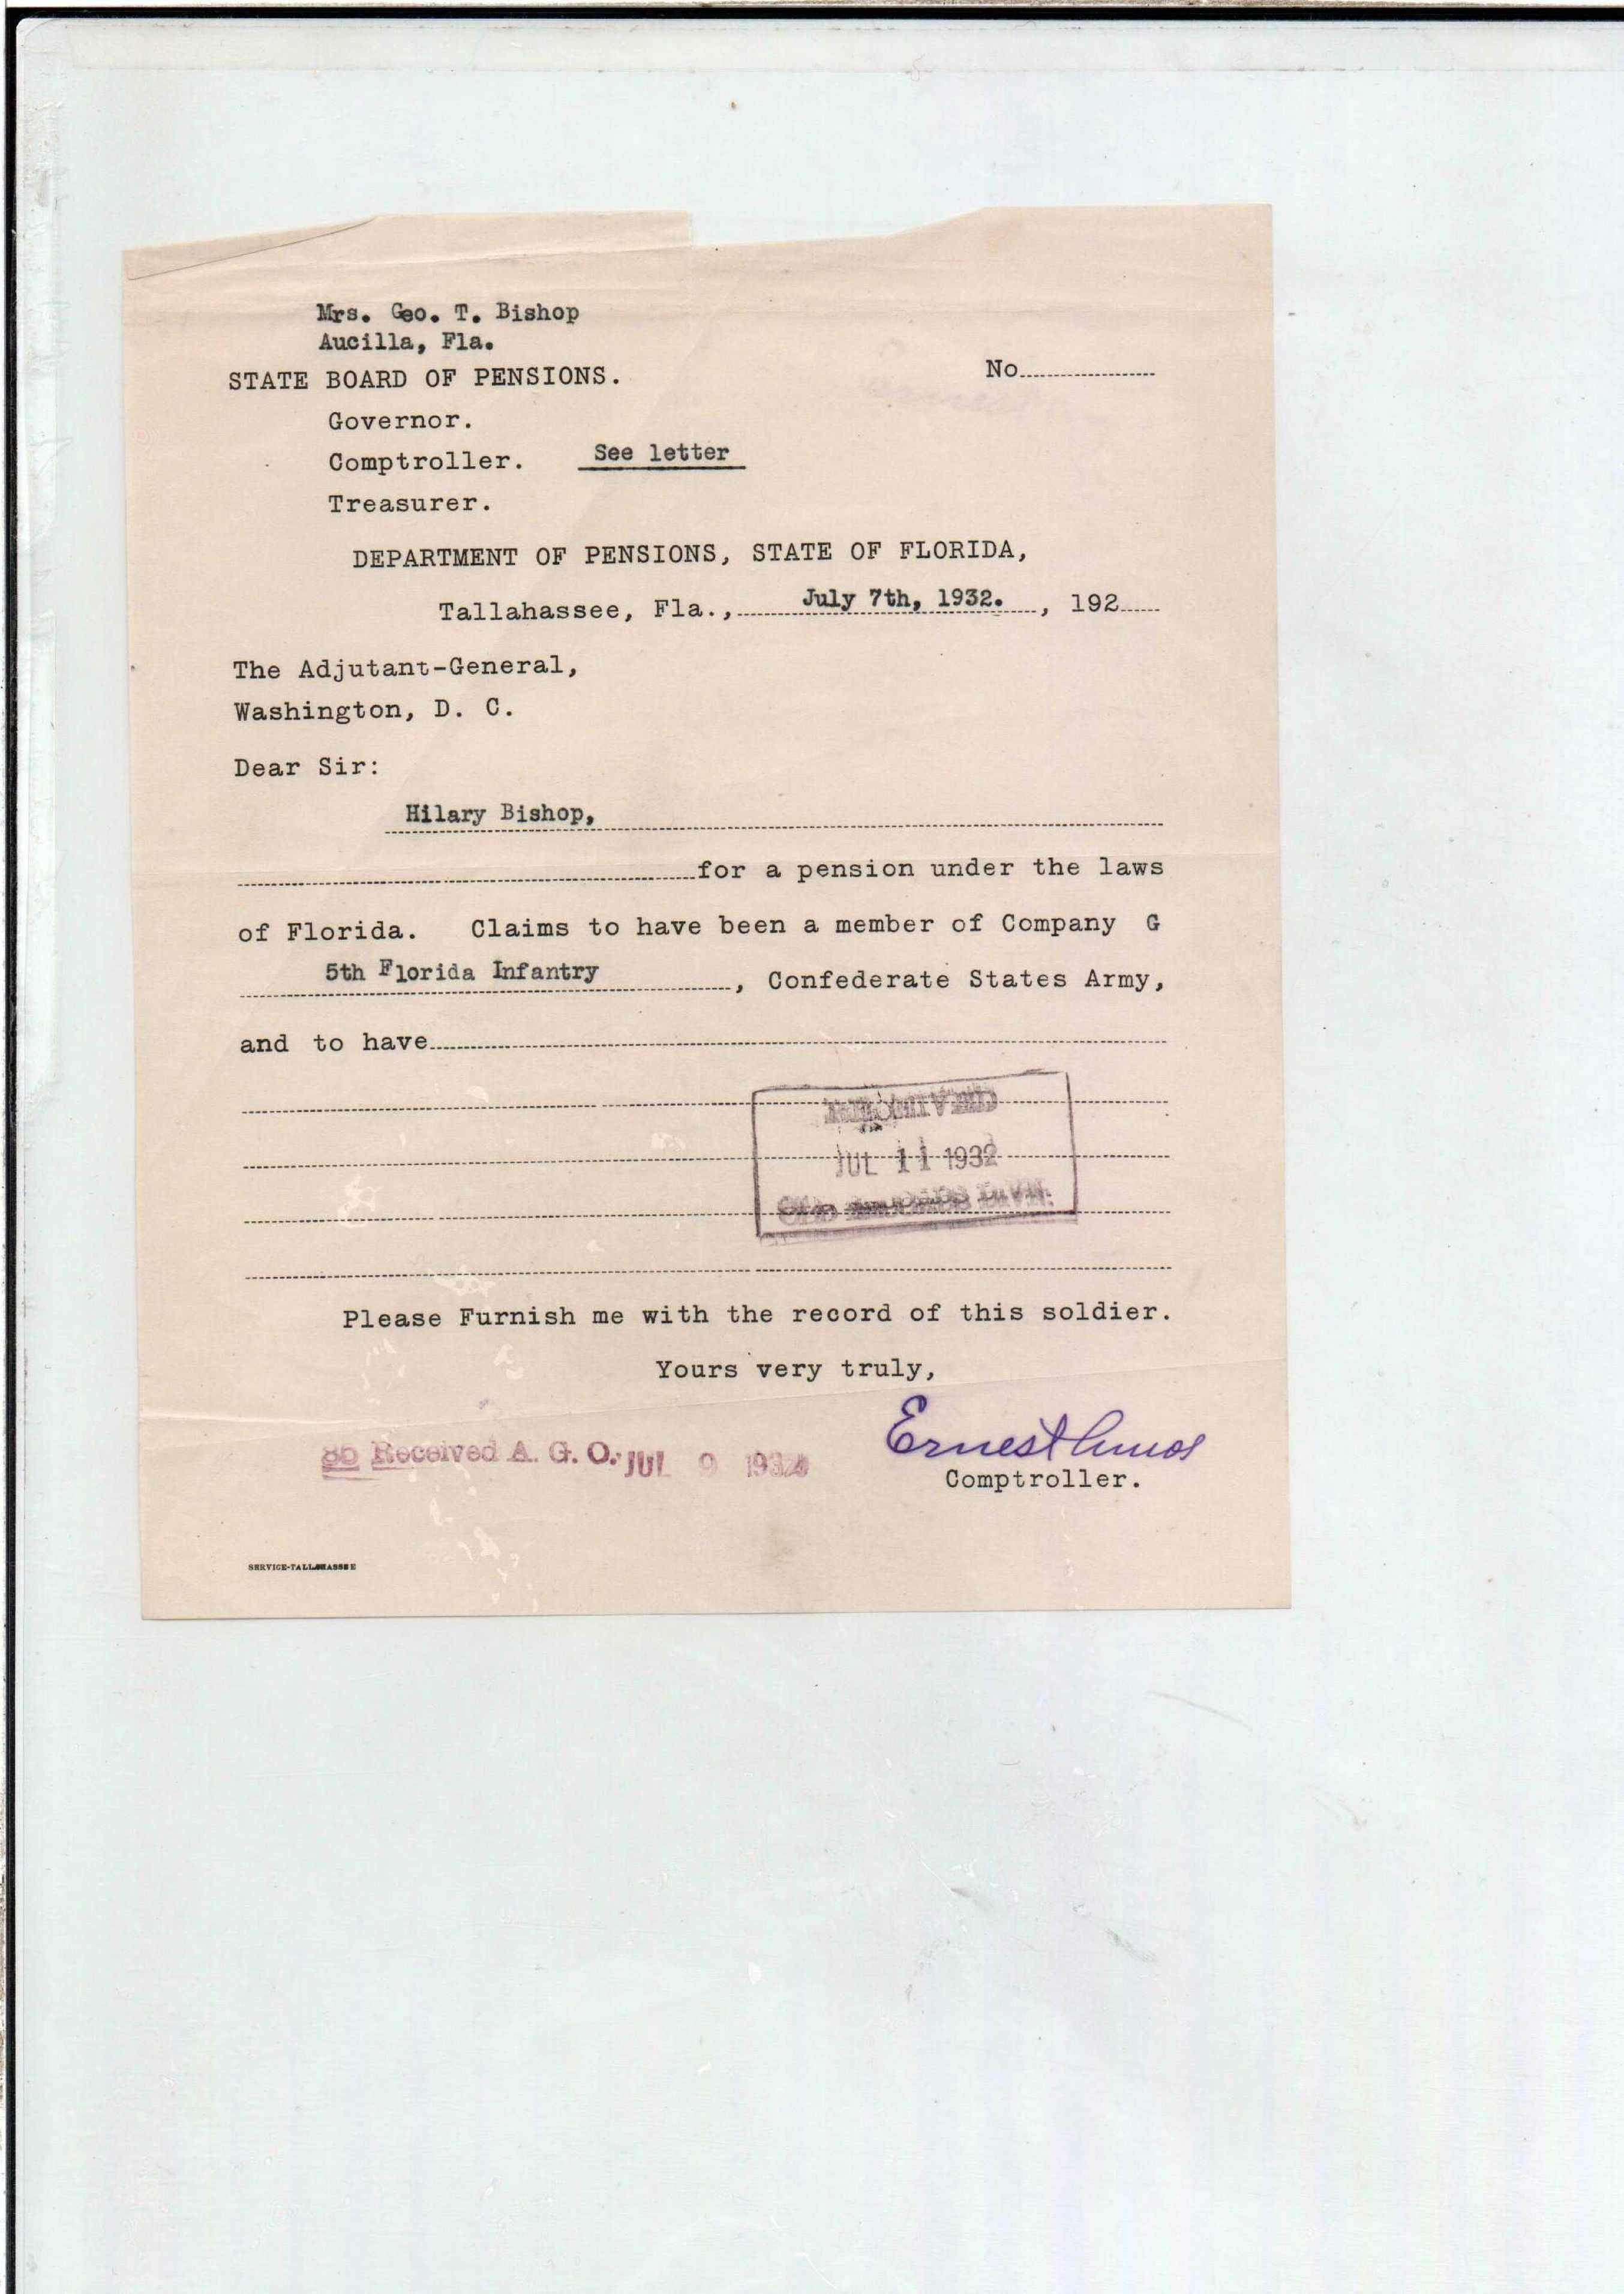 Mrs. Geo. T. Bishop
Aucilla, Fla.
STATE BOARD OF PENSIONS.
No
Governor.
Comptroller. See letter
Treasurer.
DEPARTMENT OF PENSIONS, STATE OF FLORIDA,
Tallahassee, Fla., July 7th, 1932. , 192
The Adjutant-General,
Washington, D. C.
Dear Sir:
Hilary Bishop,
for a pension under the laws
of Florida. Claims to have been a member of Company G
5th Florida Infantry , Confederate States Army,
and to have
JUL 11 1932
Please Furnish me with the record of this soldier.
Yours very truly,
Ernest Amos
85 Received A. G. O. JUL 9 1932
Comptroller.
SERVICE-TALLAHASSEE